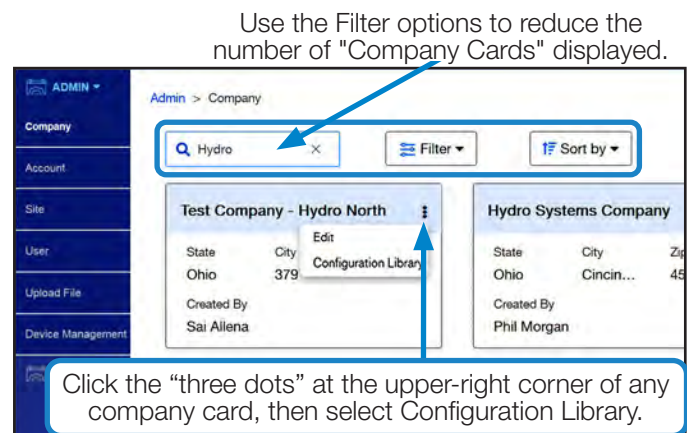 Use the Filter options to reduce the
number of "Company Cards" displayed.
ADMIN
Admin > Company
Company
Hydro ×
Filter
Sort by
Account
Test Company - Hydro North
Hydro Systems Company
Site
Edit
Configuration Library
State City
Ohio 379
State City Zip
Ohio Cincin... 45
User
Upload File
Created By
Sai Allena
Created By
Phil Morgan
Device Management
Click the “three dots” at the upper-right corner of any
company card, then select Configuration Library.